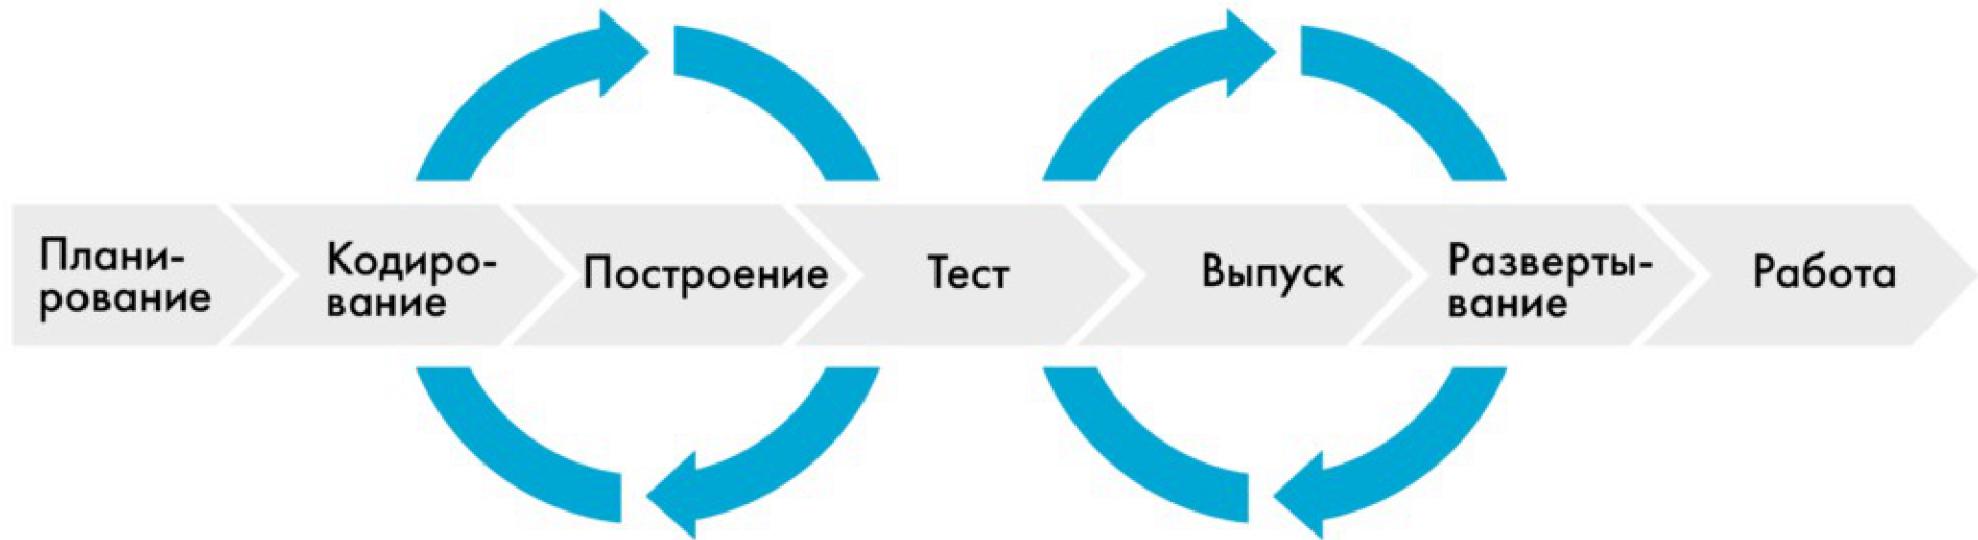 Плани-
рование
Кодиро-
вание
Построение
Тест
Выпуск
Разверты-
вание
Работа